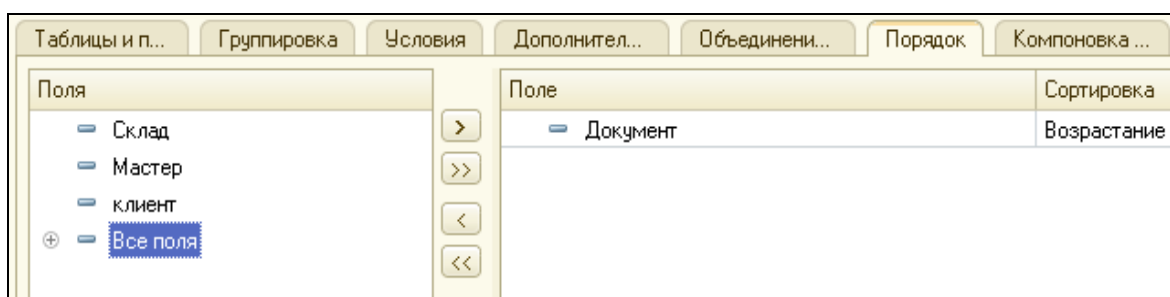 Таблицы и п... Группировка Условия Дополнител... Объединени... Порядок Компоновка ...
Поля Поле Сортировка
Склад > Документ Возрастание
Мастер >>
клиент <
Все поля <<